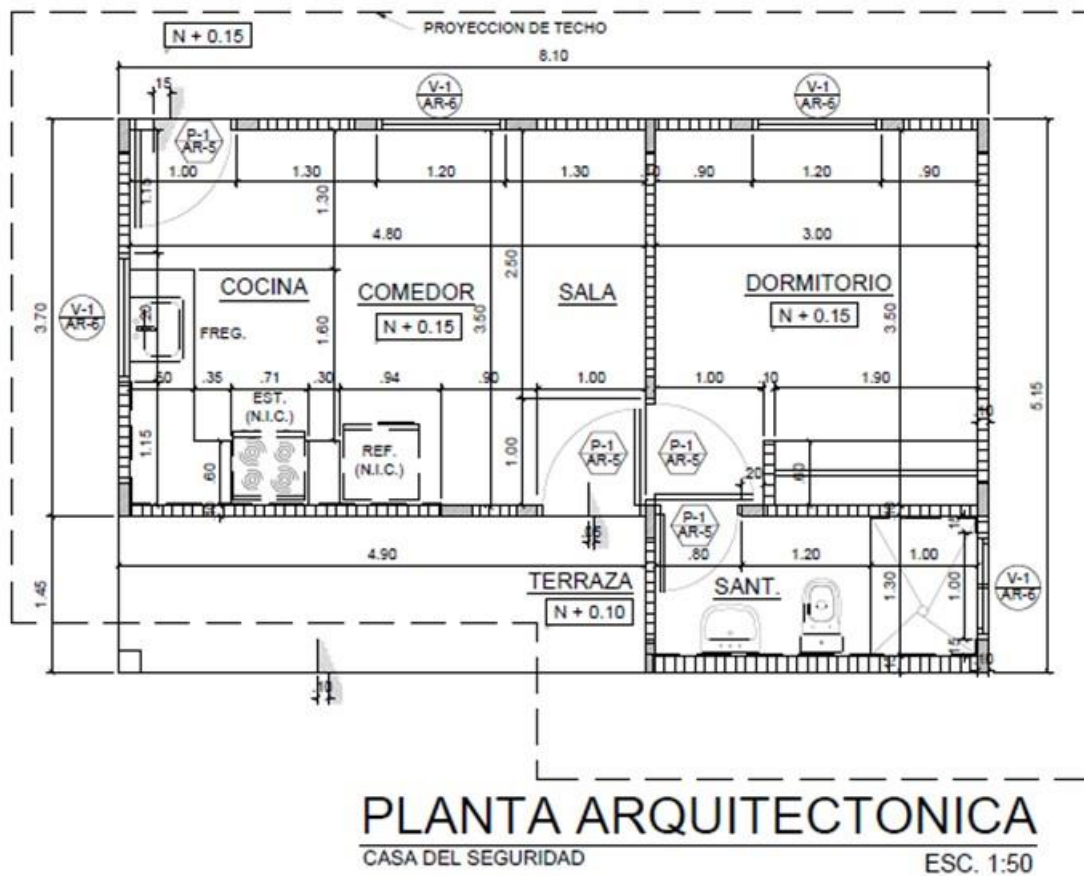 PROYECCION DE TECHO
N + 0.15
8.10
.15
V-1
AR-6
V-1
AR-6
P-1
AR-5
1.00
1.30
1.20
1.30
.10
.90
1.20
.90
1.15
1.30
4.80
3.00
2.50
COCINA
COMEDOR
SALA
DORMITORIO
N + 0.15
N + 0.15
3.70
V-1
AR-6
FREG.
1.60
3.50
3.50
5.15
.35
.71
.30
.94
.90
1.00
1.00
.10
1.90
.10
EST.
(N.I.C.)
REF.
(N.I.C.)
1.15
.60
1.00
P-1
AR-5
P-1
AR-5
.20
.60
P-1
AR-5
4.90
.80
1.20
1.00
.15
1.45
TERRAZA
N + 0.10
SANT.
1.30
1.00
V-1
AR-6
.15
.10
.10
PLANTA ARQUITECTONICA
CASA DEL SEGURIDAD
ESC. 1:50